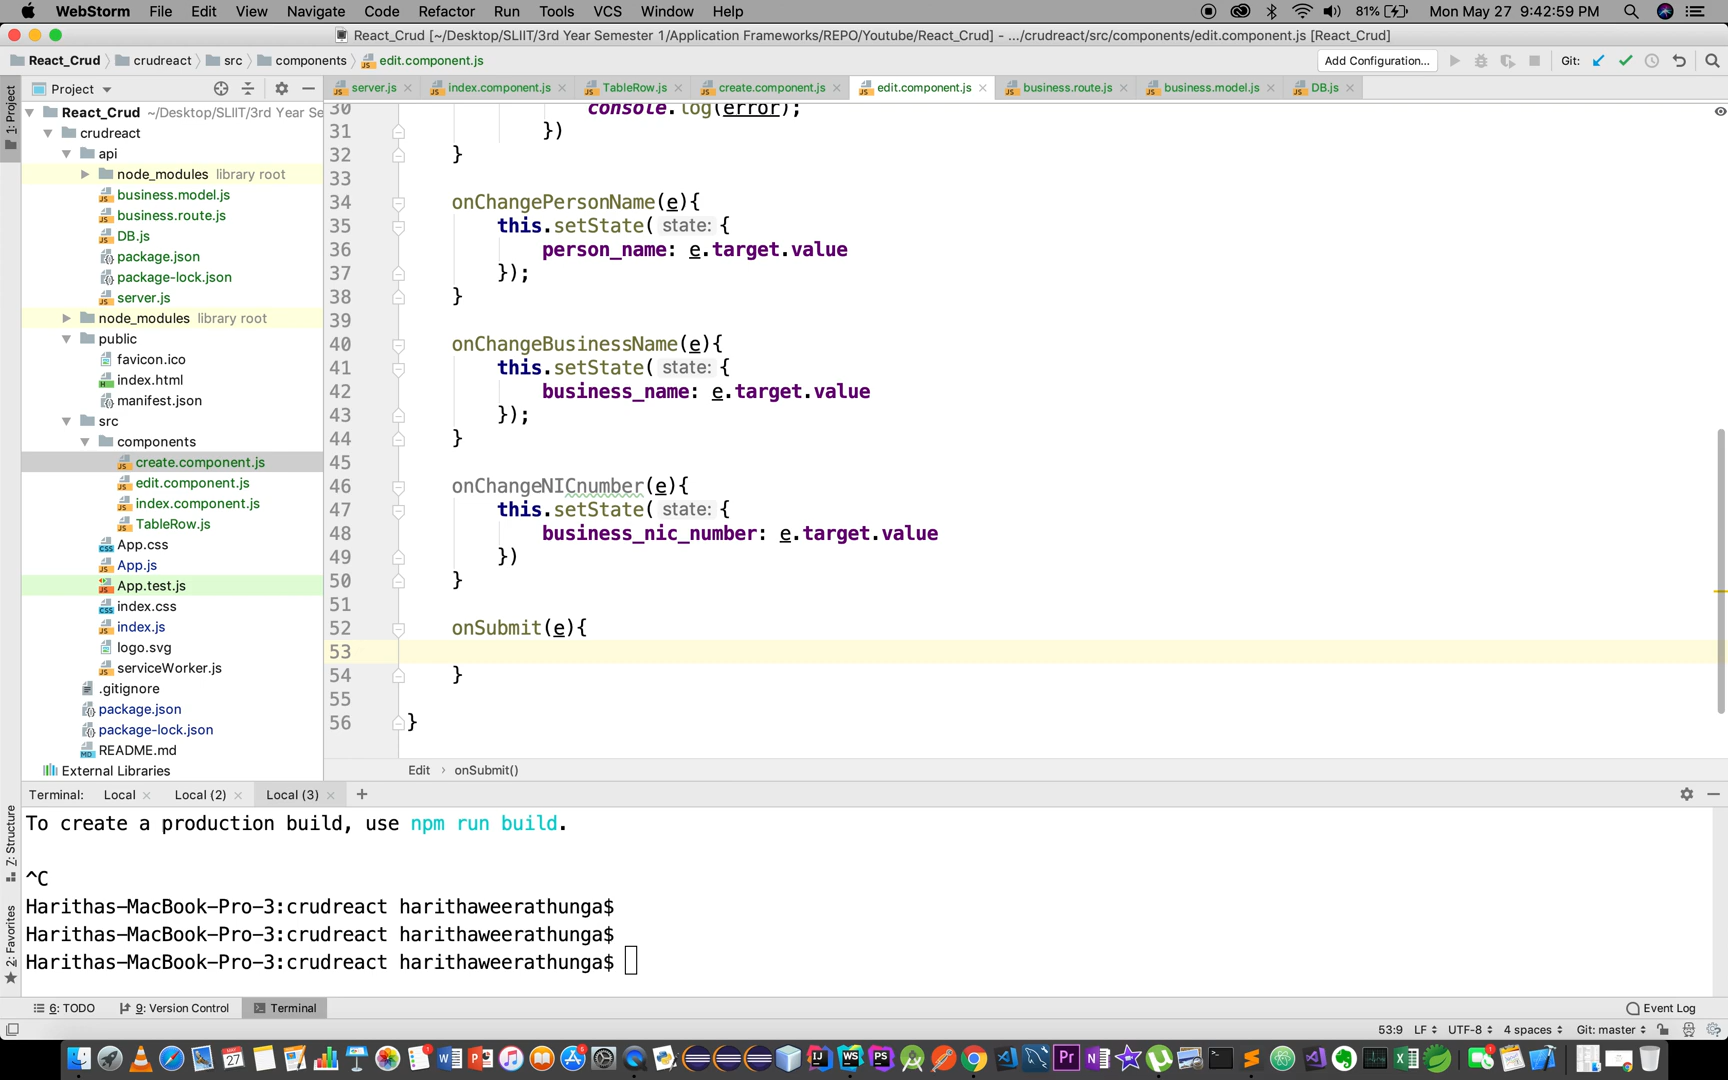 WebStorm File Edit View Navigate Code Refactor Run Tools VCS Window Help 81% Mon May 27 9:42:59 PM
React_Crud [~/Desktop/SLIIT/3rd Year Semester 1/Application Frameworks/REPO/Youtube/React_Crud] - .../crudreact/src/components/edit.component.js [React_Crud]
React_Crud crudreact src components edit.component.js Add Configuration... Git:
Project server.js index.component.js TableRow.js create.component.js edit.component.js business.route.js business.model.js DB.js
1: Project
React_Crud ~/Desktop/SLIIT/3rd Year Se
crudreact
api
node_modules library root
business.model.js
business.route.js
DB.js
package.json
package-lock.json
server.js
node_modules library root
public
favicon.ico
index.html
manifest.json
src
components
create.component.js
edit.component.js
index.component.js
TableRow.js
App.css
App.js
App.test.js
index.css
index.js
logo.svg
serviceWorker.js
.gitignore
package.json
package-lock.json
README.md
External Libraries
30 console.log(error);
31 })
32 }
33
34 onChangePersonName(e){
35 this.setState( state: {
36 person_name: e.target.value
37 });
38 }
39
40 onChangeBusinessName(e){
41 this.setState( state: {
42 business_name: e.target.value
43 });
44 }
45
46 onChangeNICnumber(e){
47 this.setState( state: {
48 business_nic_number: e.target.value
49 })
50 }
51
52 onSubmit(e){
53
54 }
55
56 }
Edit › onSubmit()
Terminal: Local Local (2) Local (3) +
To create a production build, use npm run build.
^C
Harithas-MacBook-Pro-3:crudreact harithaweerathunga$
Harithas-MacBook-Pro-3:crudreact harithaweerathunga$
Harithas-MacBook-Pro-3:crudreact harithaweerathunga$
Z: Structure
2: Favorites
6: TODO 9: Version Control Terminal Event Log
53:9 LF UTF-8 4 spaces Git: master